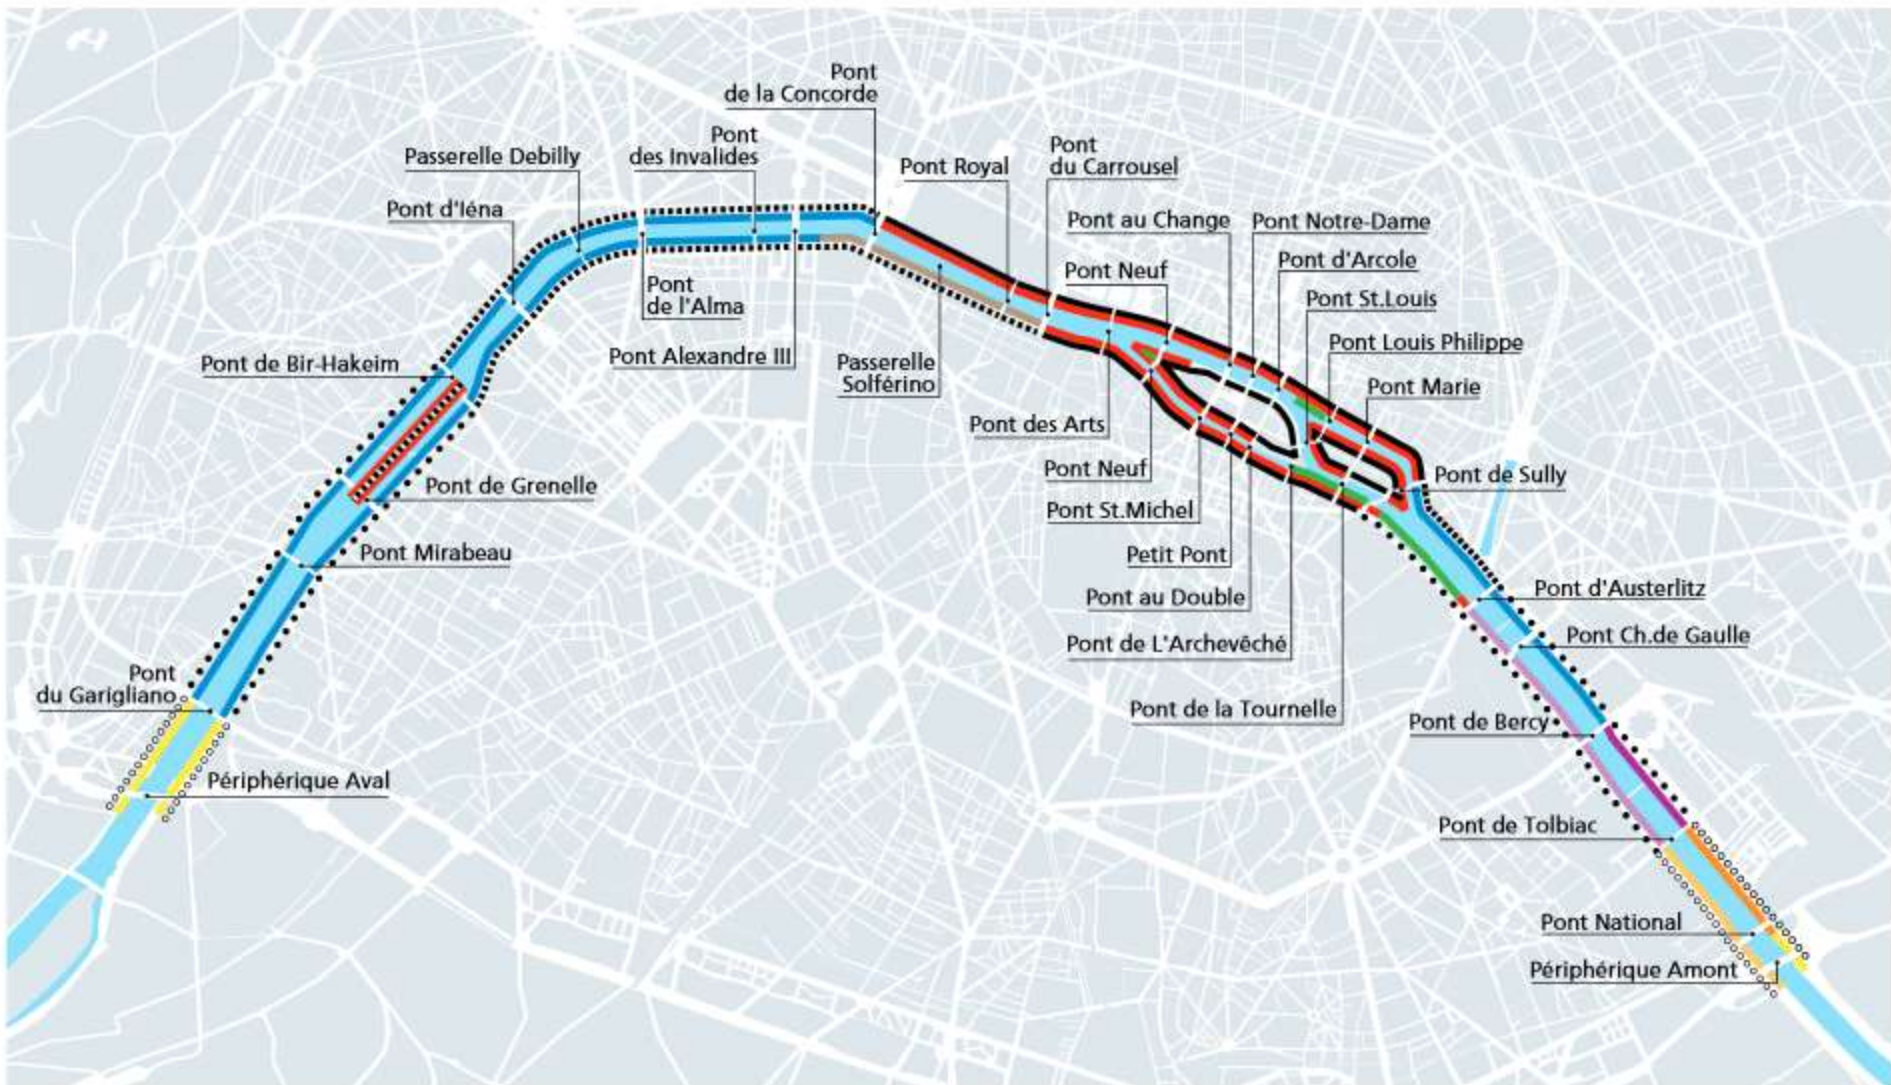 Pont
de la Concorde
Pont
des Invalides
Passerelle Debilly
Pont d'Iéna
Pont Royal
Pont
du Carrousel
Pont au Change
Pont Notre-Dame
Pont Neuf
Pont d'Arcole
Pont St.Louis
Pont
de l'Alma
Pont Louis Philippe
Pont Alexandre III
Pont de Bir-Hakeim
Passerelle
Solférino
Pont Marie
Pont des Arts
Pont Neuf
Pont de Sully
Pont de Grenelle
Pont St.Michel
Pont Mirabeau
Petit Pont
Pont au Double
Pont d'Austerlitz
Pont de L'Archevêché
Pont Ch.de Gaulle
Pont
du Garigliano
Pont de la Tournelle
Pont de Bercy
Périphérique Aval
Pont de Tolbiac
Pont National
Périphérique Amont